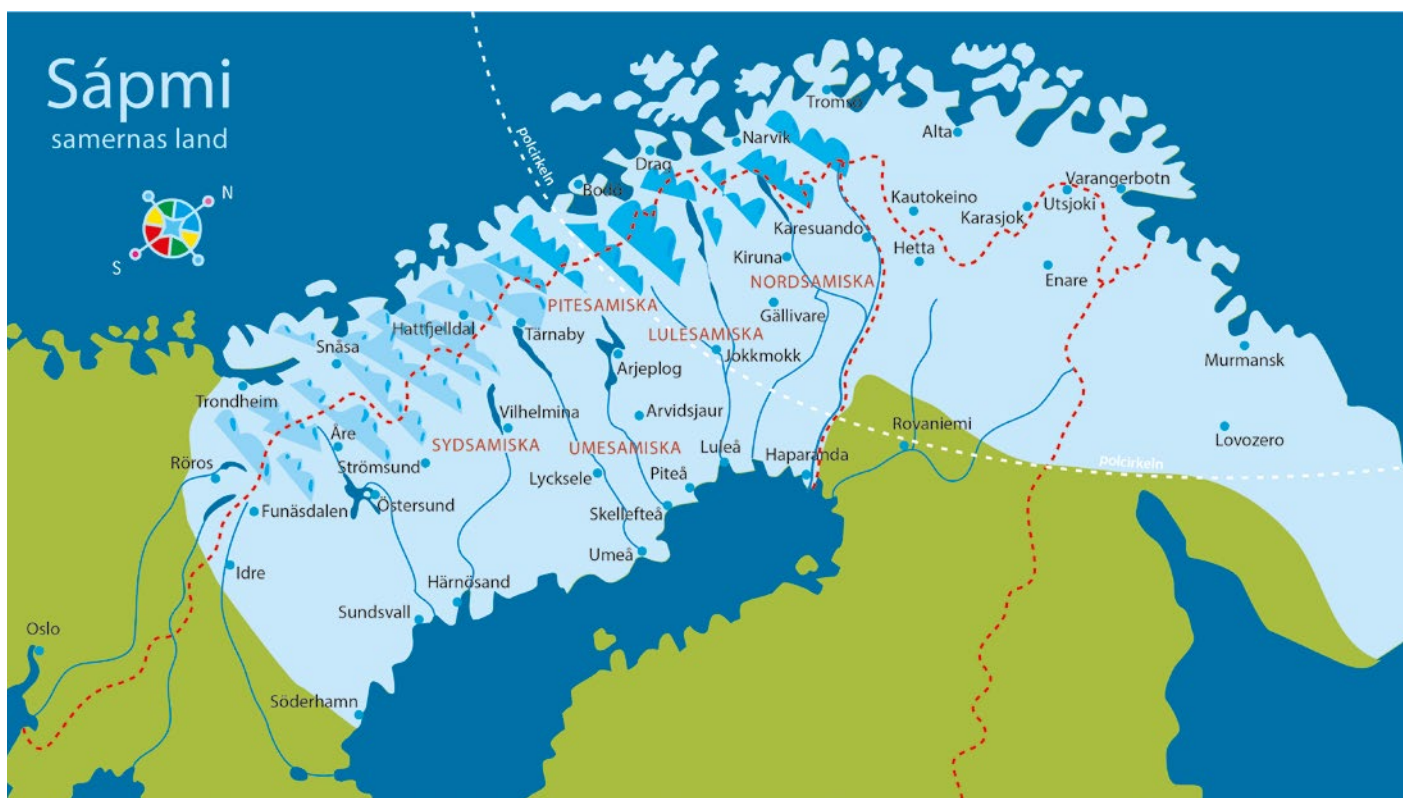 Sápmi
samernas land
N
S
polcirkeln
Tromsø
Alta
Narvik
Drag
Bodø
Varangerbotn
Utsjoki
Kautokeino
Karasjok
Karesuando
Hetta
Kiruna
Enare
NORDSAMISKA
PITESAMISKA
Gällivare
Hattfjelldal
Tärnaby
LULESAMISKA
Jokkmokk
Snåsa
Arjeplog
Murmansk
Trondheim
Vilhelmina
Arvidsjaur
Rovaniemi
Åre
SYDSAMISKA
UMESAMISKA
Luleå
Haparanda
Lovozero
polcirkeln
Röros
Strömsund
Lycksele
Piteå
Östersund
Funäsdalen
Skellefteå
Umeå
Idre
Härnösand
Sundsvall
Oslo
Söderhamn